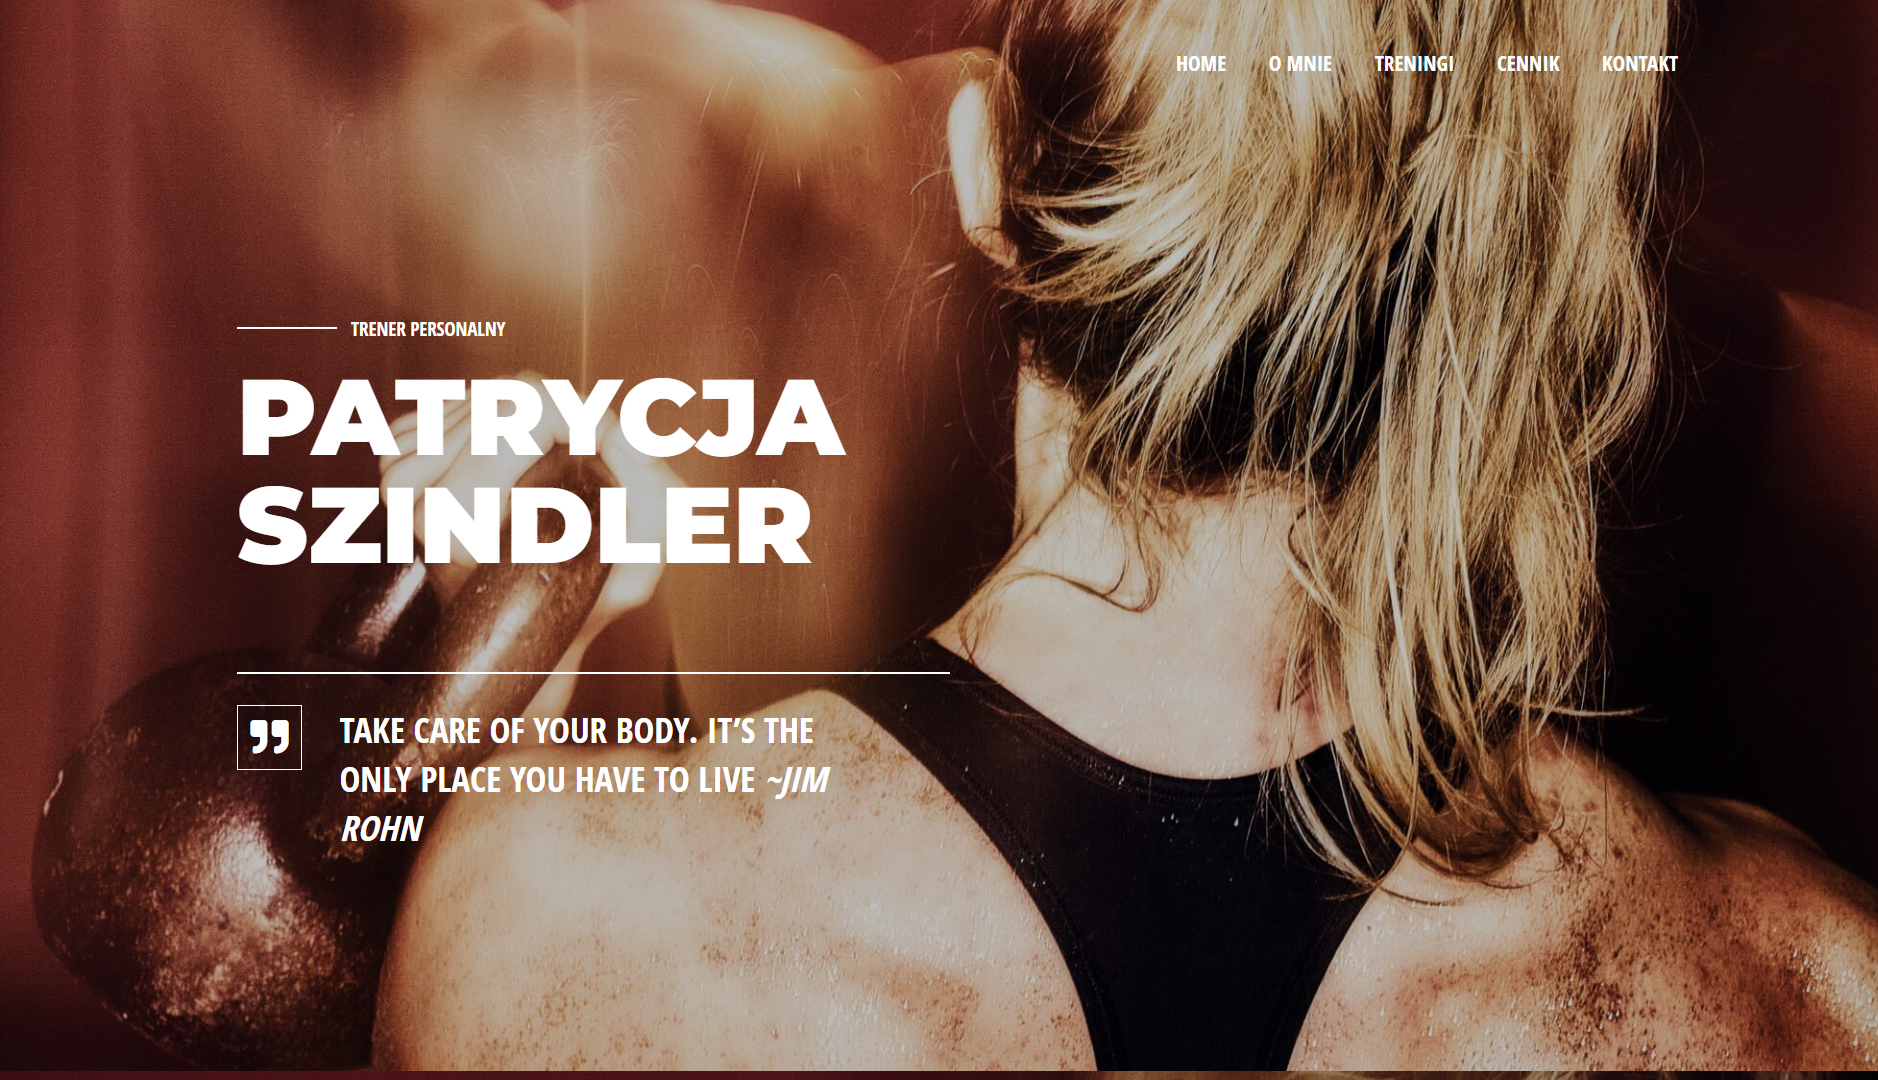 HOME O MNIE TRENINGI CENNIK KONTAKT
TRENER PERSONALNY
PATRYCJA
SZINDLER
TAKE CARE OF YOUR BODY. IT’S THE
ONLY PLACE YOU HAVE TO LIVE ~JIM
ROHN